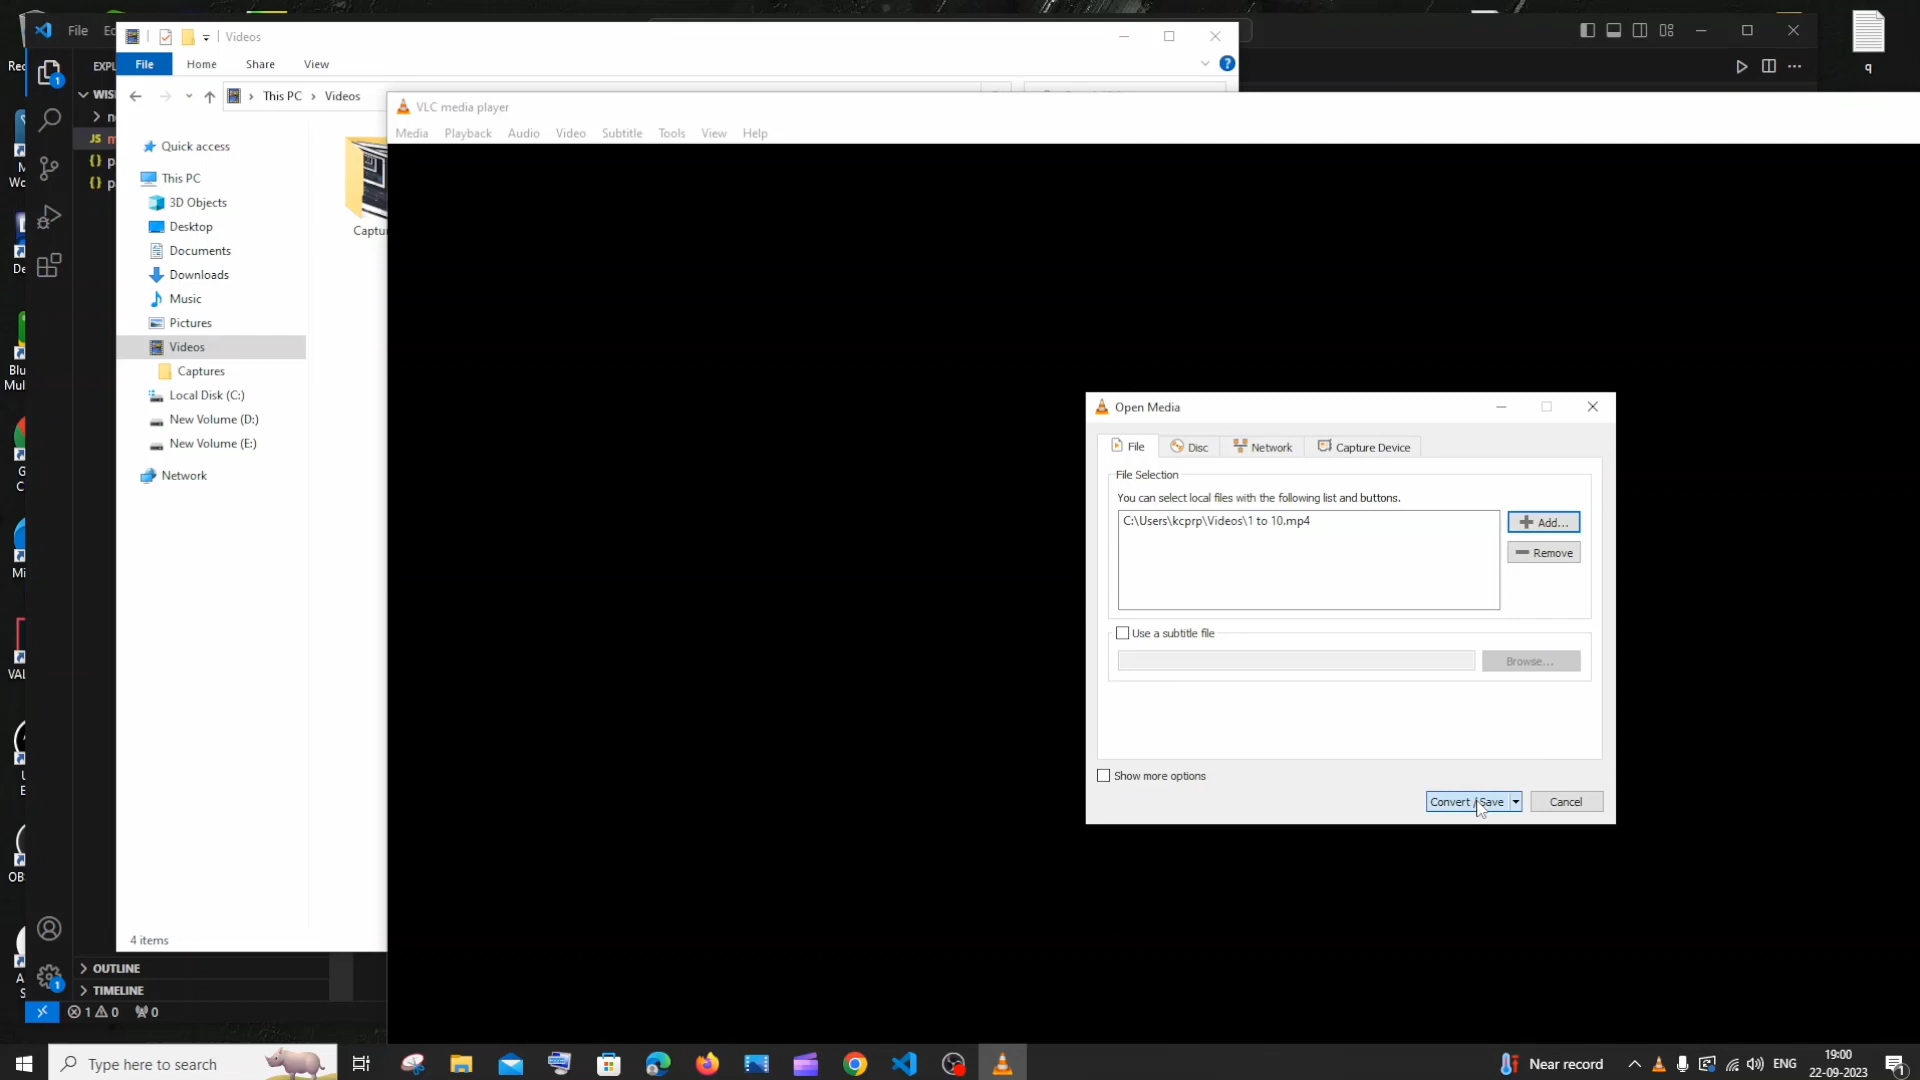 File
Videos
File Home Share View
This PC > Videos
Quick access
This PC
3D Objects
Desktop
Documents
Downloads
Music
Pictures
Videos
Captures
Local Disk (C:)
New Volume (D:)
New Volume (E:)
Network
4 items
OUTLINE
TIMELINE
1 0 0
VLC media player
Media Playback Audio Video Subtitle Tools View Help
Open Media
File Disc Network Capture Device
File Selection
You can select local files with the following list and buttons.
C:\Users\kcprp\Videos\1 to 10.mp4
Add...
Remove
Use a subtitle file
Browse...
Show more options
Convert / Save Cancel
q
Type here to search
Near record
ENG
19:00
22-09-2023